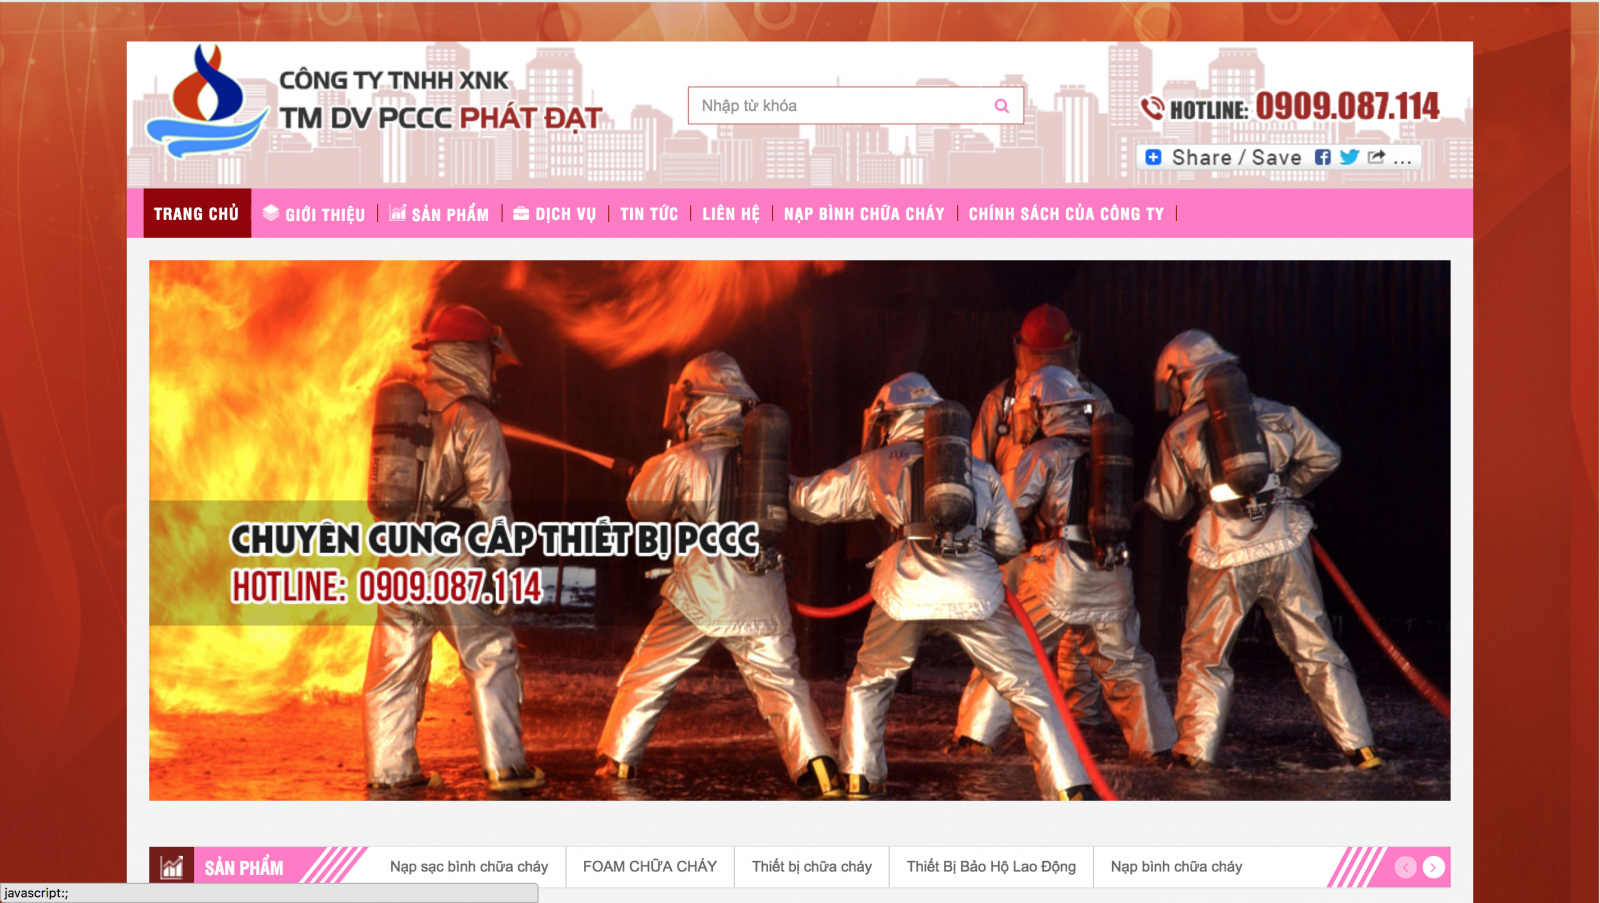 CÔNG TY TNHH XNK
TM DV PCCC PHÁT ĐẠT
Nhập từ khóa
HOTLINE: 0909.087.114
Share / Save ...
TRANG CHỦ
GIỚI THIỆU
SẢN PHẨM
DỊCH VỤ
TIN TỨC
LIÊN HỆ
NẠP BÌNH CHỮA CHÁY
CHÍNH SÁCH CỦA CÔNG TY
CHUYÊN CUNG CẤP THIẾT BỊ PCCC
HOTLINE: 0909.087.114
SẢN PHẨM
Nạp sạc bình chữa cháy
FOAM CHỮA CHÁY
Thiết bị chữa cháy
Thiết Bị Bảo Hộ Lao Động
Nạp bình chữa cháy
javascript:;